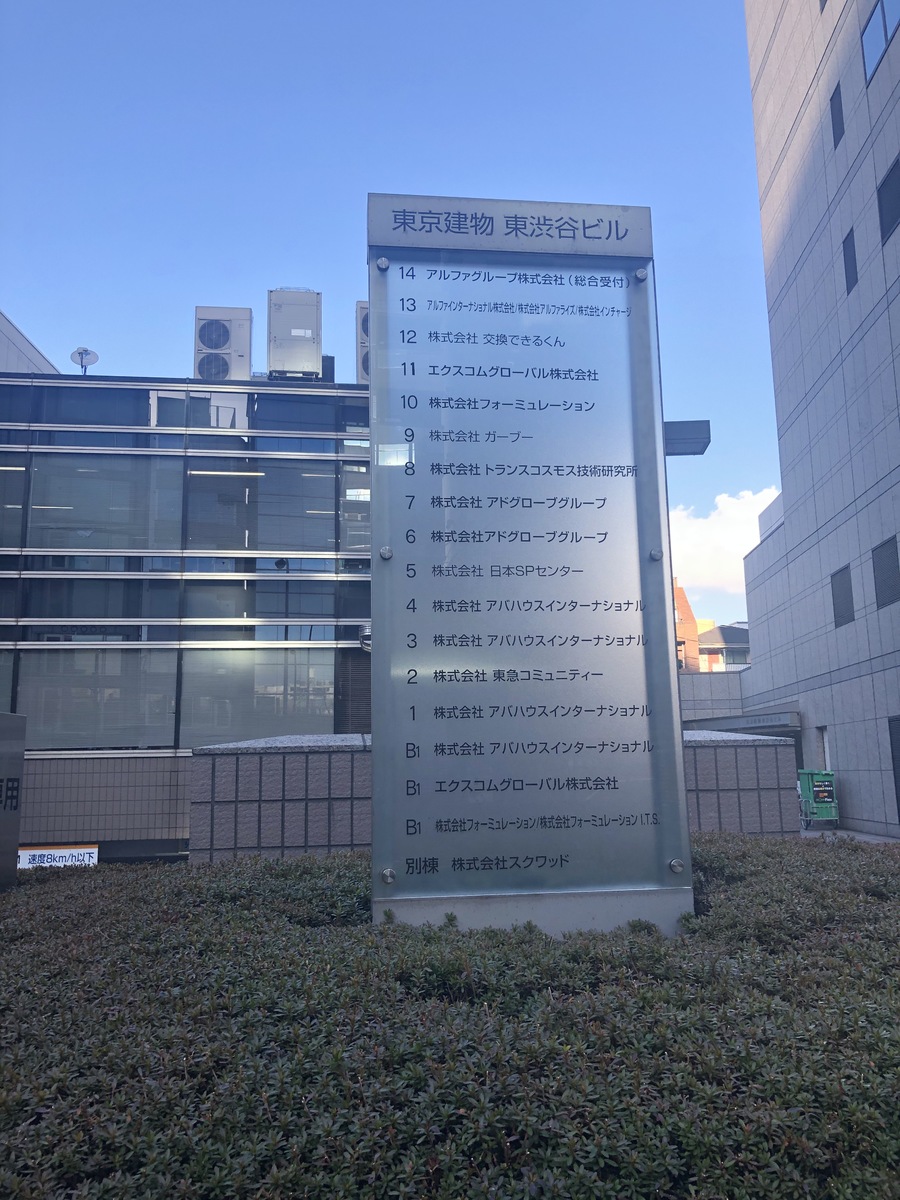 東京建物 東渋谷ビル
14 アルファグループ株式会社(総合受付)
13 アルファインターナショナル株式会社/株式会社アルファライズ/株式会社インチャージ
12 株式会社 交換できるくん
11 エクスコムグローバル株式会社
10 株式会社フォーミュレーション
9 株式会社 ガーブー
8 株式会社 トランスコスモス技術研究所
7 株式会社 アドグローブグループ
6 株式会社アドグローブグループ
5 株式会社 日本SPセンター
4 株式会社 アバハウスインターナショナル
3 株式会社 アバハウスインターナショナル
2 株式会社 東急コミュニティー
1 株式会社 アバハウスインターナショナル
B1 株式会社 アバハウスインターナショナル
B1 エクスコムグローバル株式会社
B1 株式会社フォーミュレーション/株式会社フォーミュレーション I.T.S.
別棟 株式会社スクワッド
専用
速度8km/h以下